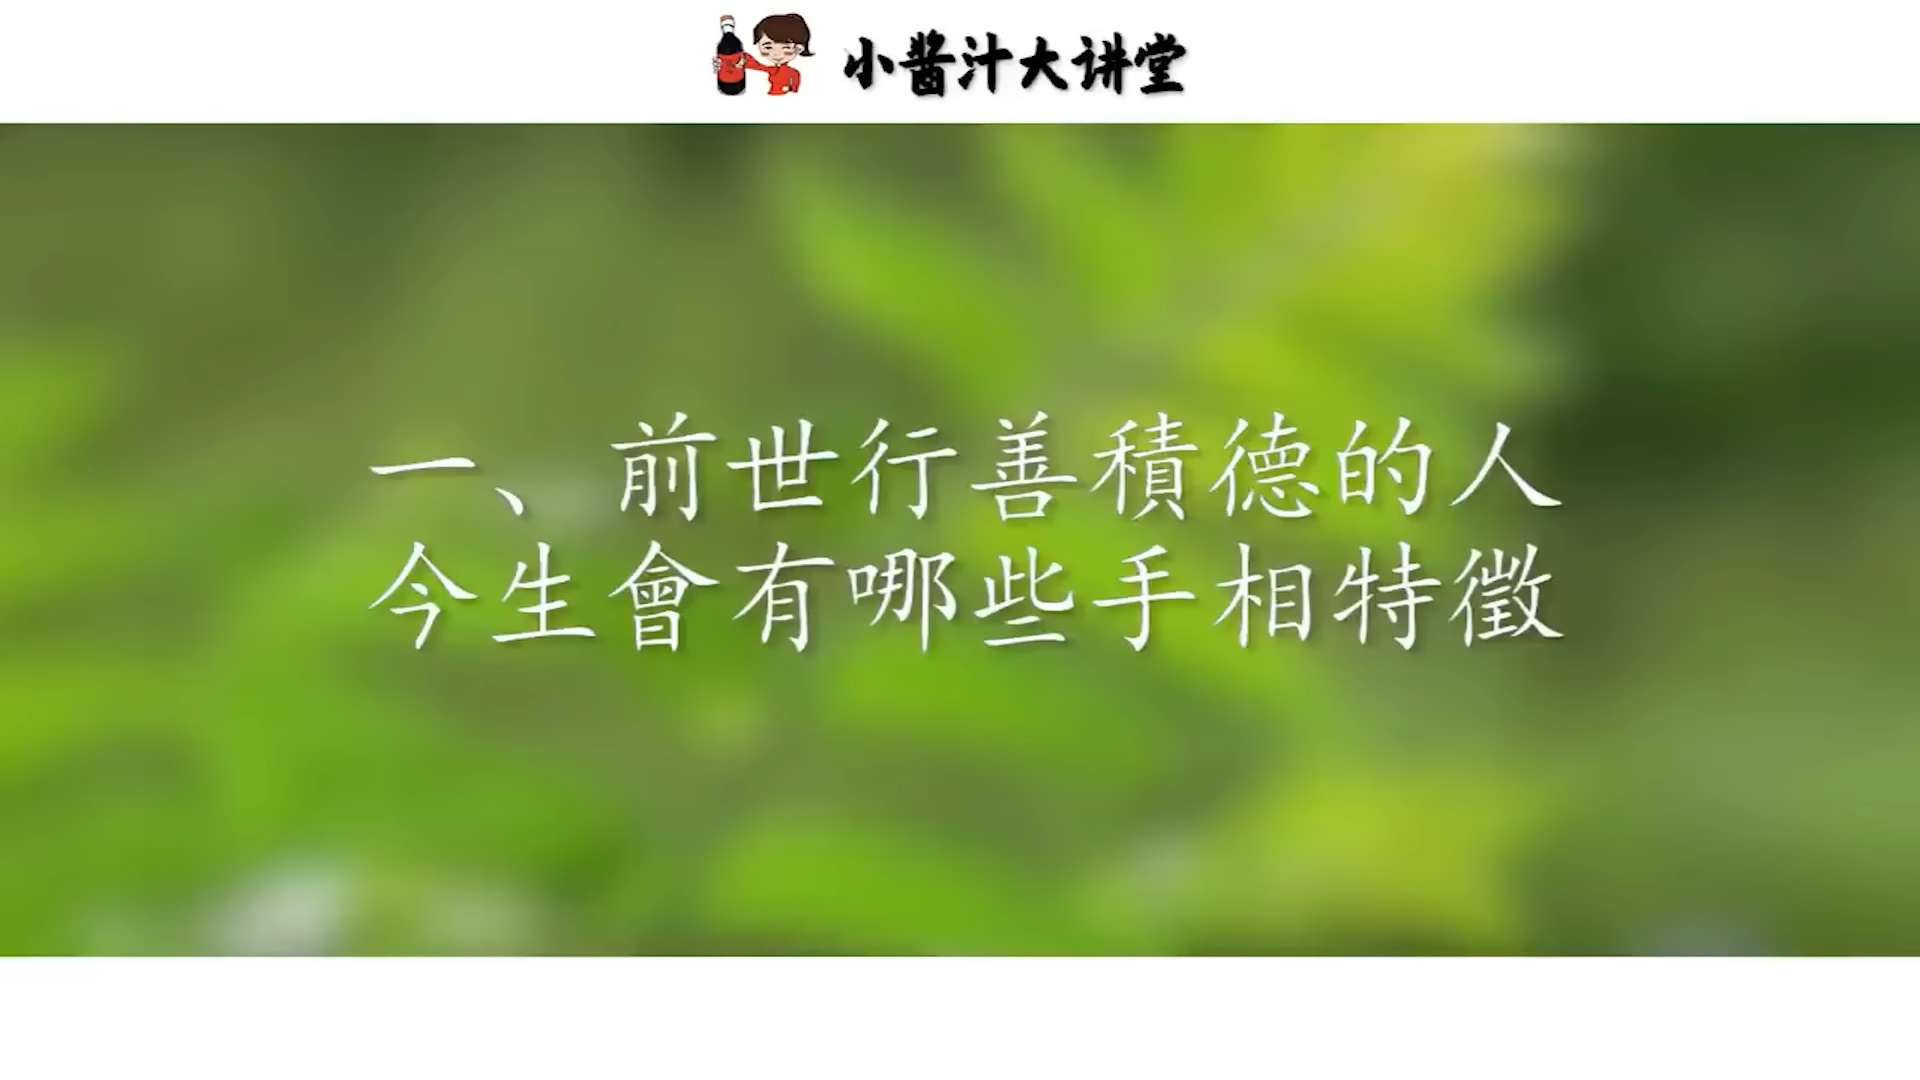 小酱汁大讲堂
一、前世行善積德的人
今生會有哪些手相特徵